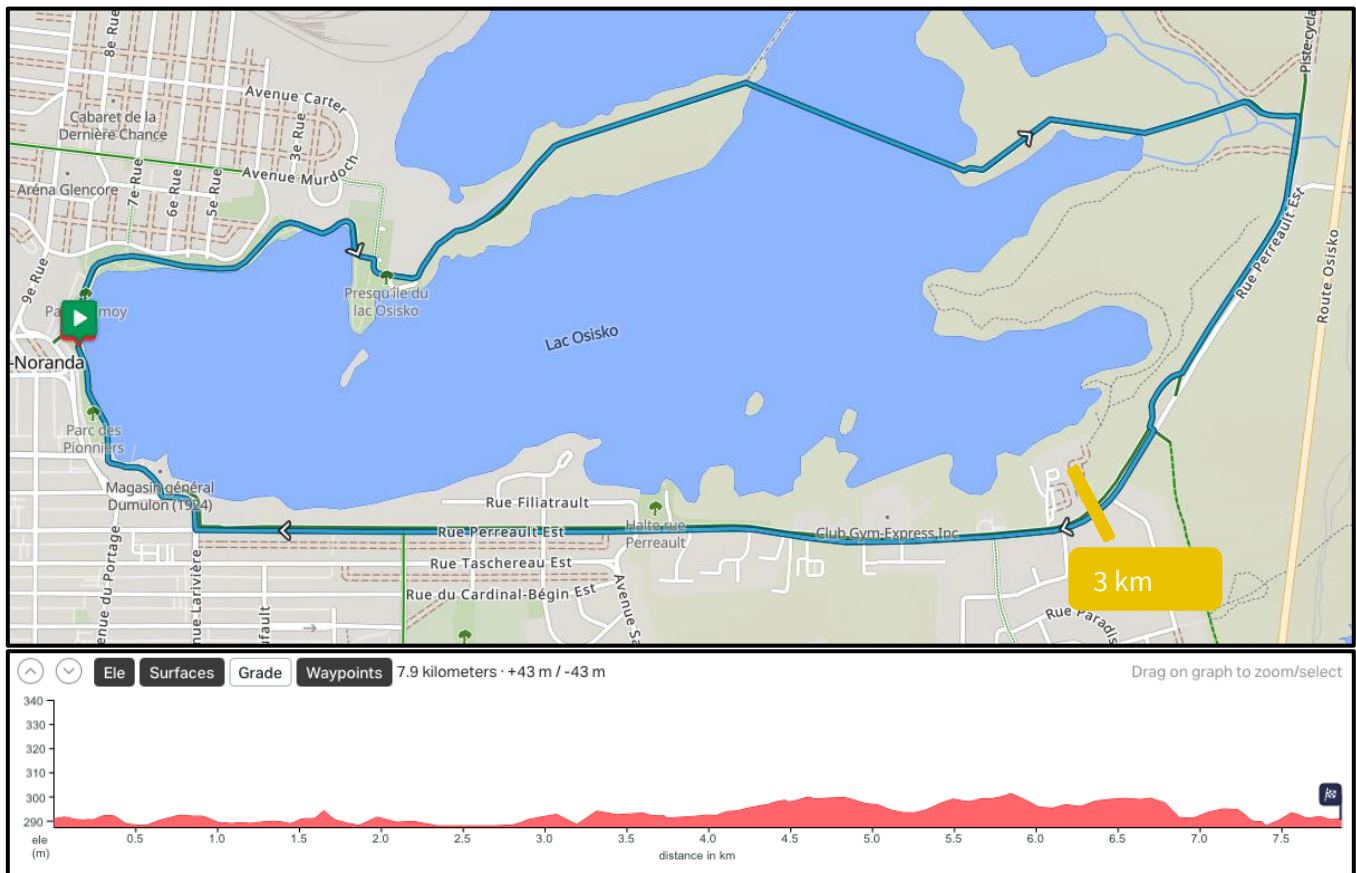 8e Rue
Avenue Carter
Cabaret de la
Dernière Chance
3e Rue
Piste cycla
Avenue Murdoch
Aréna Glencore
7e Rue
6e Rue
5e Rue
Rue Perreault Est
9e Rue
Presqu'île du
lac Osisko
Pa moy
Route Osisko
Lac Osisko
-Noranda
Parc des
Pionniers
Magasin général
Dumulon (1924)
Rue Filiatrault
Halte rue
Perreault
Rue Perreault Est
Club Gym-Express Inc
Rue Taschereau Est
3 km
Rue du Cardinal-Bégin Est
enue du Portage
nue Larivière
ufault
Avenue Sa
Rue Paradis
Ele Surfaces Grade Waypoints 7.9 kilometers · +43 m / -43 m Drag on graph to zoom/select
340
330
320
310
300
290
ele
(m)
0.5 1.0 1.5 2.0 2.5 3.0 3.5 4.0 4.5 5.0 5.5 6.0 6.5 7.0 7.5
distance in km